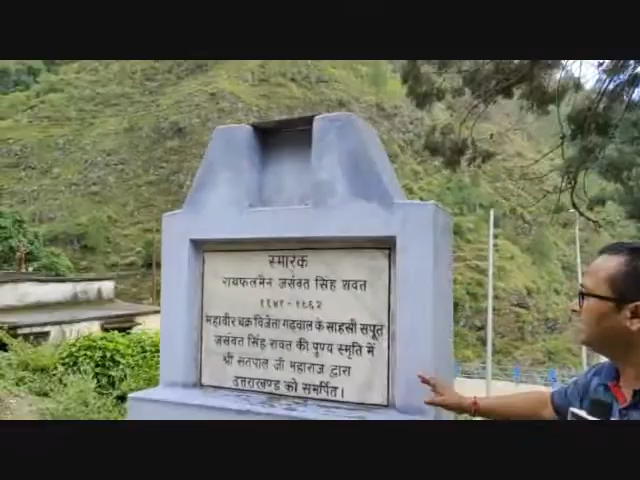 स्मारक
रायफलमैन जसवंत सिंह रावत
१९४१ - १९६२
महावीर चक्र विजेता गढ़वाल के साहसी सपूत
जसवंत सिंह रावत की पुण्य स्मृति में
श्री सतपाल जी महाराज द्वारा
उत्तराखण्ड को समर्पित ।